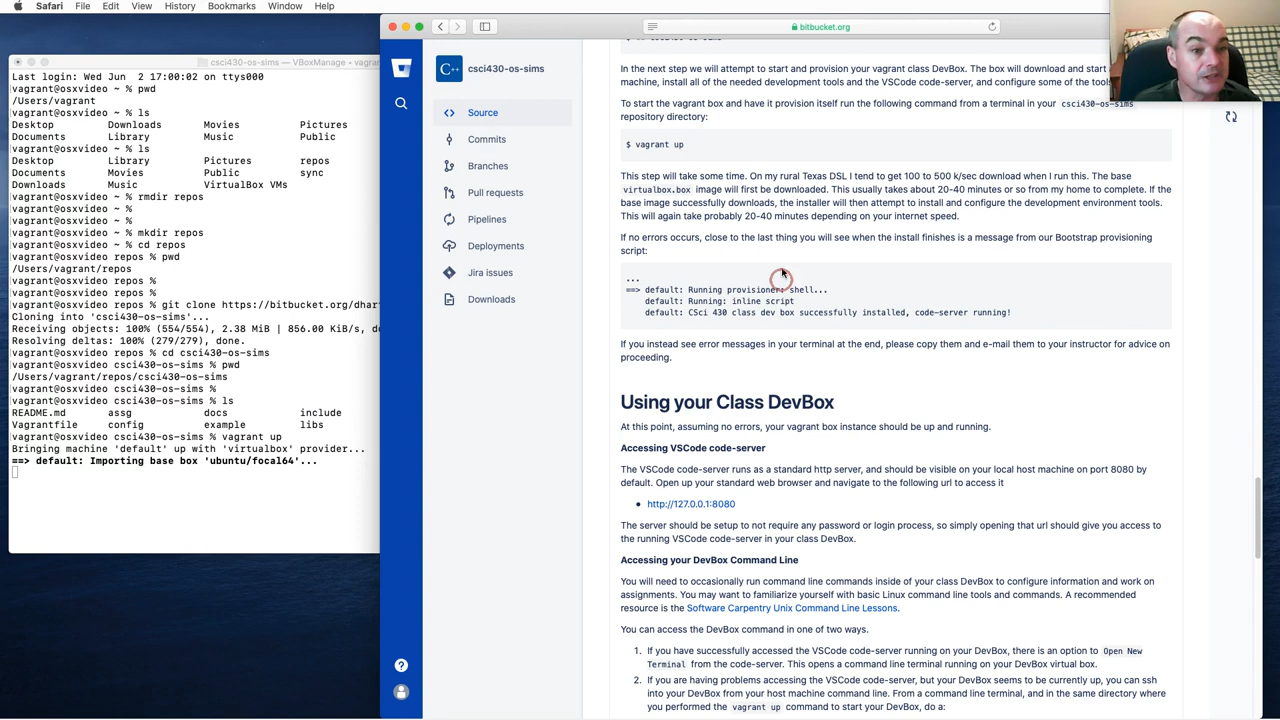 Safari File Edit View History Bookmarks Window Help
csci430-os-sims — VBoxManage ‹ vagran
Last login: Wed Jun 2 17:00:02 on ttys000
vagrant@osxvideo ~ % pwd
/Users/vagrant
vagrant@osxvideo ~ % ls
Desktop Downloads Movies Pictures
Documents Library Music Public
vagrant@osxvideo ~ % ls
Desktop Library Pictures repos
Documents Movies Public sync
Downloads Music VirtualBox VMs
vagrant@osxvideo ~ % rmdir repos
vagrant@osxvideo ~ %
vagrant@osxvideo ~ %
vagrant@osxvideo ~ % mkdir repos
vagrant@osxvideo ~ % cd repos
vagrant@osxvideo repos % pwd
/Users/vagrant/repos
vagrant@osxvideo repos %
vagrant@osxvideo repos %
vagrant@osxvideo repos % git clone https://bitbucket.org/dhar
Cloning into 'csci430-os-sims'...
Receiving objects: 100% (554/554), 2.38 MiB | 856.00 KiB/s, d
Resolving deltas: 100% (279/279), done.
vagrant@osxvideo repos % cd csci430-os-sims
vagrant@osxvideo csci430-os-sims % pwd
/Users/vagrant/repos/csci430-os-sims
vagrant@osxvideo csci430-os-sims %
vagrant@osxvideo csci430-os-sims % ls
README.md assg docs include
Vagrantfile config example libs
vagrant@osxvideo csci430-os-sims % vagrant up
Bringing machine 'default' up with 'virtualbox' provider...
==> default: Importing base box 'ubuntu/focal64'...
bitbucket.org
C++ csci430-os-sims
Source
Commits
Branches
Pull requests
Pipelines
Deployments
Jira issues
Downloads
In the next step we will attempt to start and provision your vagrant class DevBox. The box will download and start a
machine, install all of the needed development tools and the VSCode code-server, and configure some of the tools
To start the vagrant box and have it provision itself run the following command from a terminal in your csci430-os-sims
repository directory:
$ vagrant up
This step will take some time. On my rural Texas DSL I tend to get 100 to 500 k/sec download when I run this. The base
virtualbox.box image will first be downloaded. This usually takes about 20-40 minutes or so from my home to complete. If the
base image successfully downloads, the installer will then attempt to install and configure the development environment tools.
This will again take probably 20-40 minutes depending on your internet speed.
If no errors occurs, close to the last thing you will see when the install finishes is a message from our Bootstrap provisioning
script:
...
==> default: Running provisioner: shell...
default: Running: inline script
default: CSci 430 class dev box successfully installed, code-server running!
If you instead see error messages in your terminal at the end, please copy them and e-mail them to your instructor for advice on
proceeding.
Using your Class DevBox
At this point, assuming no errors, your vagrant box instance should be up and running.
Accessing VSCode code-server
The VSCode code-server runs as a standard http server, and should be visible on your local host machine on port 8080 by
default. Open up your standard web browser and navigate to the following url to access it
• http://127.0.0.1:8080
The server should be setup to not require any password or login process, so simply opening that url should give you access to
the running VSCode code-server in your class DevBox.
Accessing your DevBox Command Line
You will need to occasionally run command line commands inside of your class DevBox to configure information and work on
assignments. You may want to familiarize yourself with basic Linux command line tools and commands. A recommended
resource is the Software Carpentry Unix Command Line Lessons.
You can access the DevBox command in one of two ways.
1. If you have successfully accessed the VSCode code-server running on your DevBox, there is an option to Open New
Terminal from the code-server. This opens a command line terminal running on your DevBox virtual box.
2. If you are having problems accessing the VSCode code-server, but your DevBox seems to be currently up, you can ssh
into your DevBox from your host machine command line. From a command line terminal, and in the same directory where
you performed the vagrant up command to start your DevBox, do a: